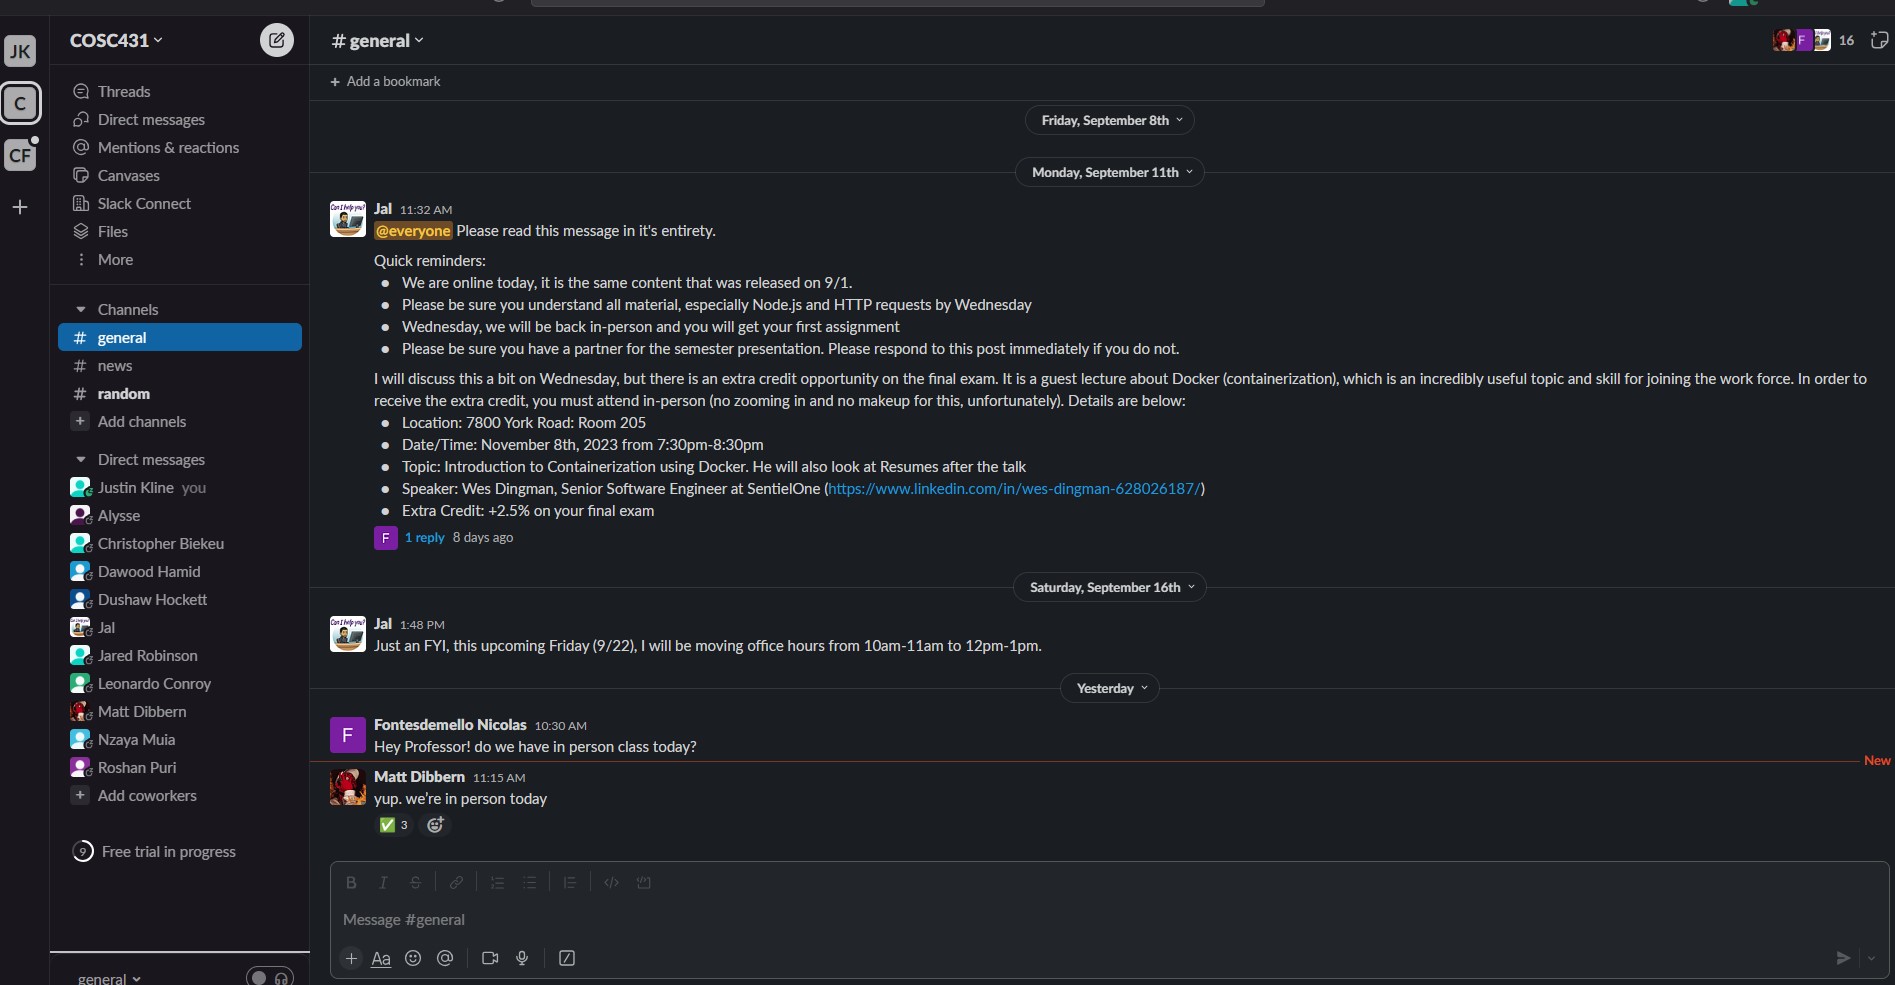 JK
C
CF
COSC431
Threads
Direct messages
Mentions & reactions
Canvases
Slack Connect
Files
More
Channels
# general
# news
# random
+ Add channels
Direct messages
Justin Kline you
Alysse
Christopher Biekeu
Dawood Hamid
Dushaw Hockett
Jal
Jared Robinson
Leonardo Conroy
Matt Dibbern
Nzaya Muia
Roshan Puri
+ Add coworkers
9 Free trial in progress
general
# general
F 16
+ Add a bookmark
Friday, September 8th
Monday, September 11th
Can I help you?
Jal 11:32 AM
@everyone Please read this message in it's entirety.
Quick reminders:
• We are online today, it is the same content that was released on 9/1.
• Please be sure you understand all material, especially Node.js and HTTP requests by Wednesday
• Wednesday, we will be back in-person and you will get your first assignment
• Please be sure you have a partner for the semester presentation. Please respond to this post immediately if you do not.
I will discuss this a bit on Wednesday, but there is an extra credit opportunity on the final exam. It is a guest lecture about Docker (containerization), which is an incredibly useful topic and skill for joining the work force. In order to
receive the extra credit, you must attend in-person (no zooming in and no makeup for this, unfortunately). Details are below:
• Location: 7800 York Road: Room 205
• Date/Time: November 8th, 2023 from 7:30pm-8:30pm
• Topic: Introduction to Containerization using Docker. He will also look at Resumes after the talk
• Speaker: Wes Dingman, Senior Software Engineer at SentielOne (https://www.linkedin.com/in/wes-dingman-628026187/)
• Extra Credit: +2.5% on your final exam
F 1 reply 8 days ago
Saturday, September 16th
Can I help you?
Jal 1:48 PM
Just an FYI, this upcoming Friday (9/22), I will be moving office hours from 10am-11am to 12pm-1pm.
Yesterday
F
Fontesdemello Nicolas 10:30 AM
Hey Professor! do we have in person class today?
New
Matt Dibbern 11:15 AM
yup. we're in person today
✅ 3
B I S
Message #general
+ Aa @